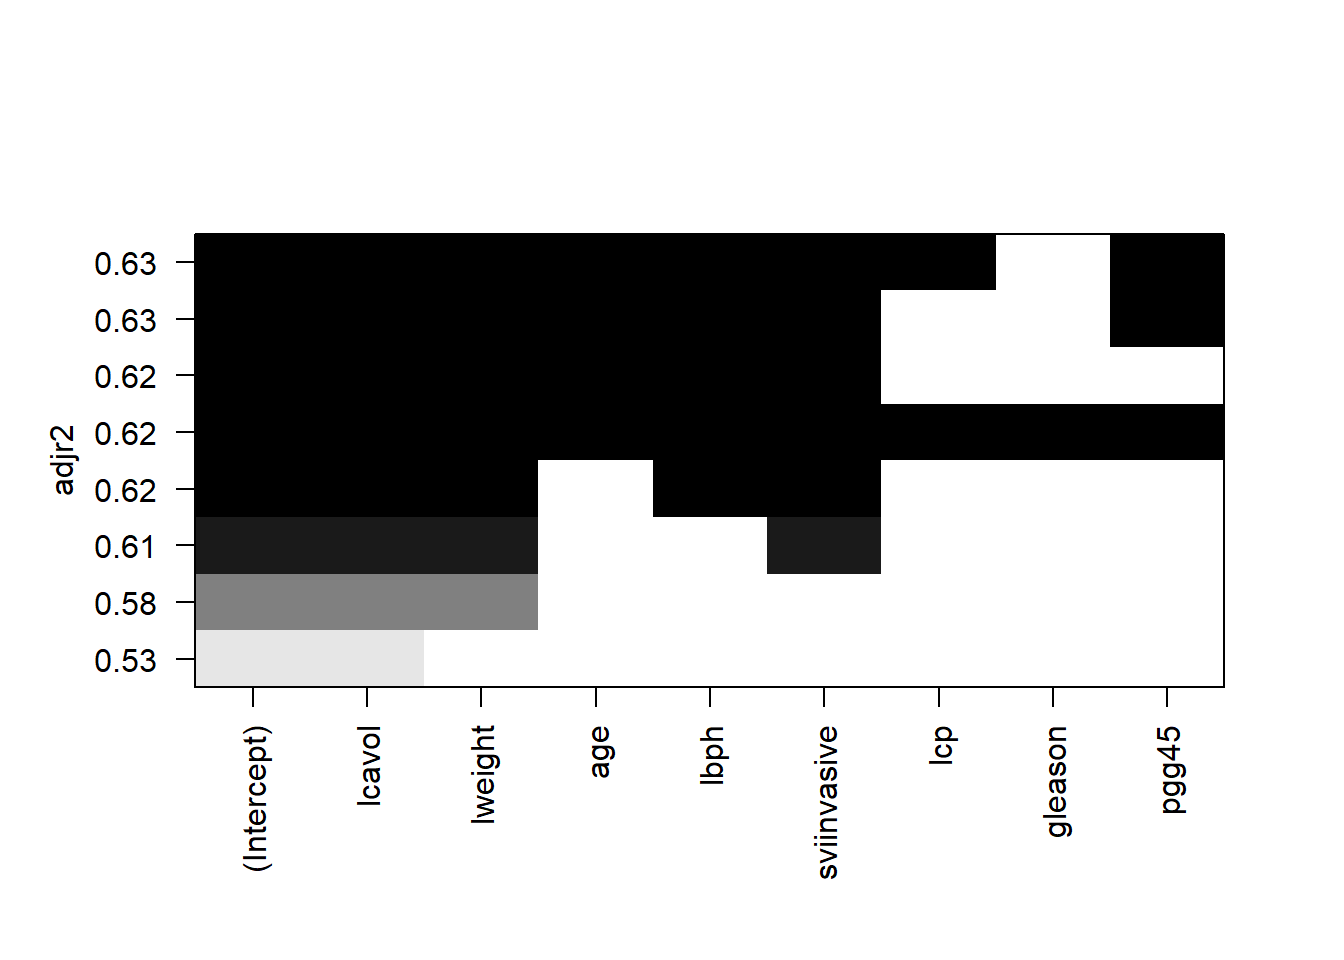 adjr2
0.63
0.63
0.62
0.62
0.62
0.61
0.58
0.53
(Intercept)
lcavol
lweight
age
lbph
sviinvasive
lcp
gleason
pgg45